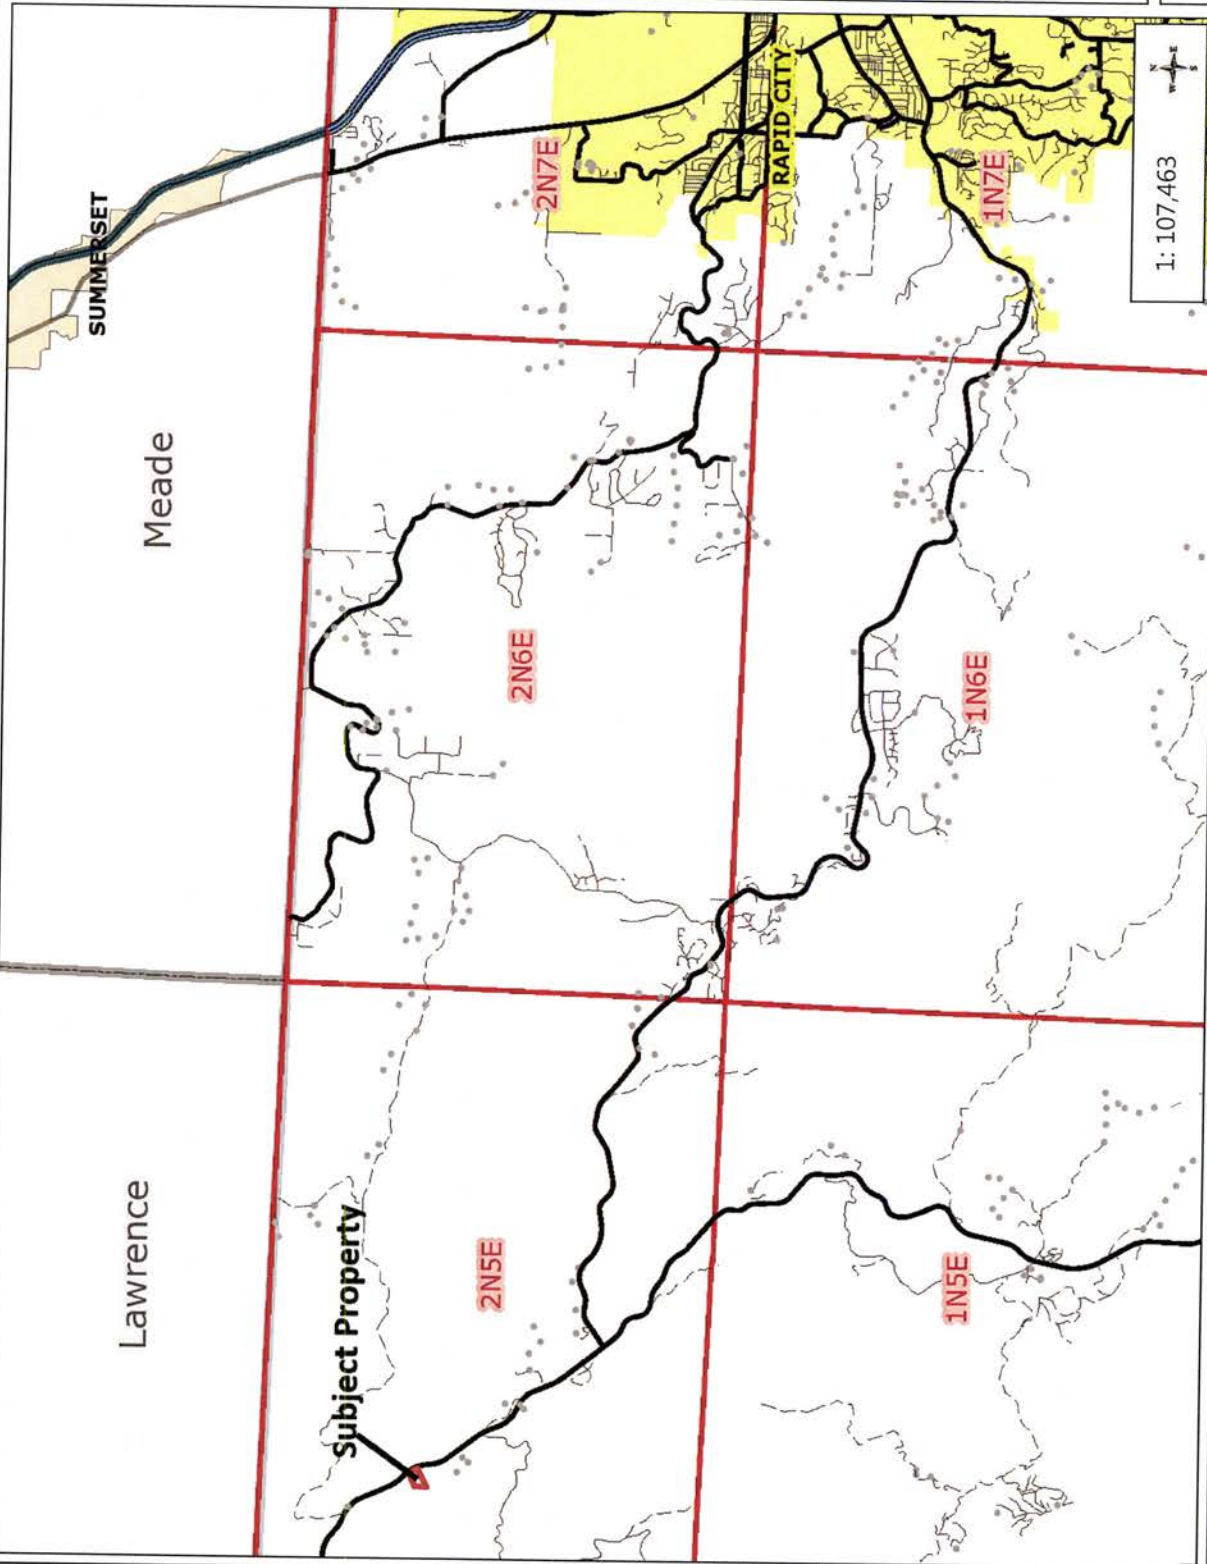 Lawrence
Meade
SUMMERSET
Subject Property
2N5E
2N6E
2N7E
RAPID CITY
1N5E
1N6E
1N7E
N
W
E
S
1: 107,463